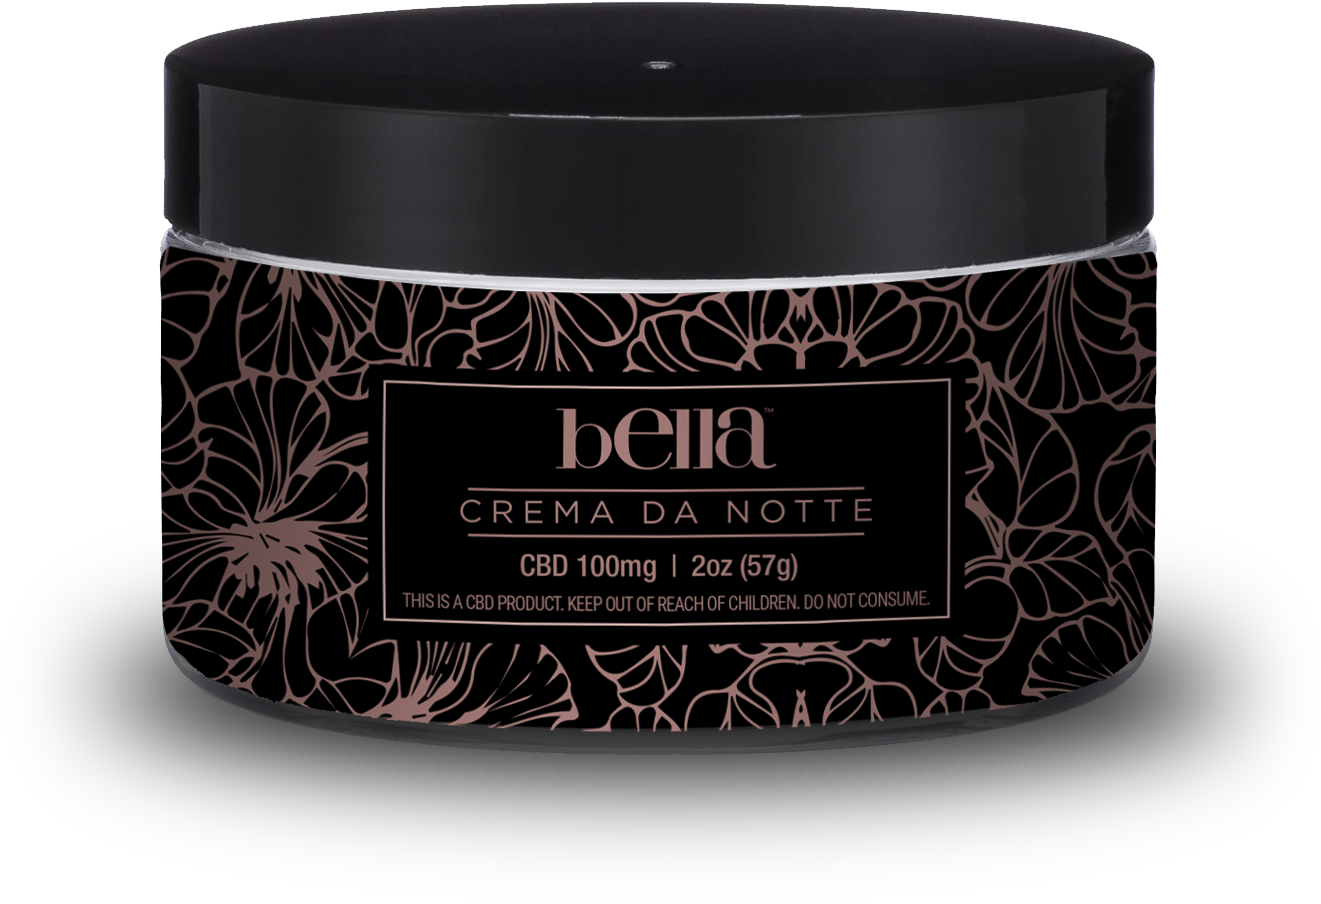 bella™
CREMA DA NOTTE
CBD 100mg | 2oz (57g)
THIS IS A CBD PRODUCT. KEEP OUT OF REACH OF CHILDREN. DO NOT CONSUME.